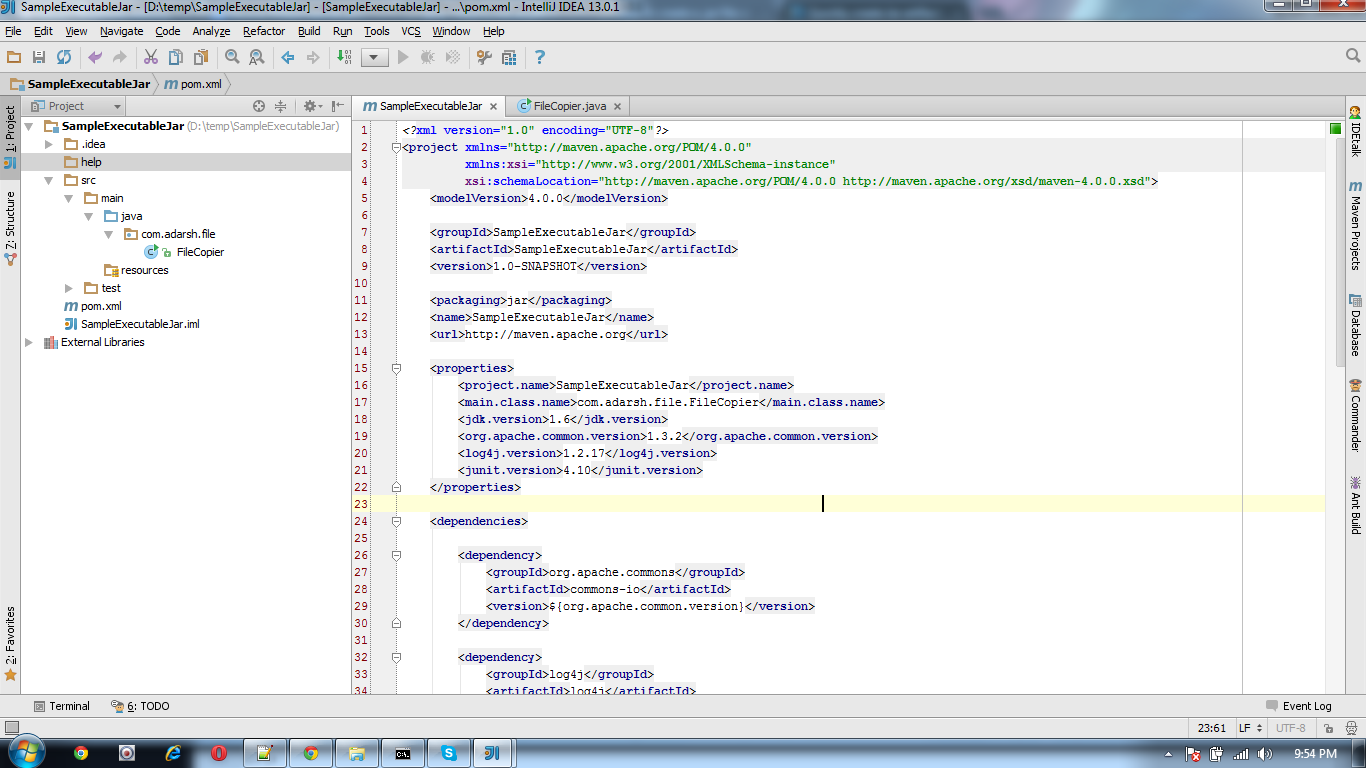 SampleExecutableJar - [D:\temp\SampleExecutableJar] - [SampleExecutableJar] - ...\pom.xml - IntelliJ IDEA 13.0.1
File Edit View Navigate Code Analyze Refactor Build Run Tools VCS Window Help
SampleExecutableJar pom.xml
Project
SampleExecutableJar FileCopier.java
1: Project
7: Structure
2: Favorites
SampleExecutableJar (D:\temp\SampleExecutableJar)
.idea
help
src
main
java
com.adarsh.file
FileCopier
resources
test
pom.xml
SampleExecutableJar.iml
External Libraries
1 <?xml version="1.0" encoding="UTF-8"?>
2 <project xmlns="http://maven.apache.org/POM/4.0.0"
3 xmlns:xsi="http://www.w3.org/2001/XMLSchema-instance"
4 xsi:schemaLocation="http://maven.apache.org/POM/4.0.0 http://maven.apache.org/xsd/maven-4.0.0.xsd">
5 <modelVersion>4.0.0</modelVersion>
6
7 <groupId>SampleExecutableJar</groupId>
8 <artifactId>SampleExecutableJar</artifactId>
9 <version>1.0-SNAPSHOT</version>
10
11 <packaging>jar</packaging>
12 <name>SampleExecutableJar</name>
13 <url>http://maven.apache.org</url>
14
15 <properties>
16 <project.name>SampleExecutableJar</project.name>
17 <main.class.name>com.adarsh.file.FileCopier</main.class.name>
18 <jdk.version>1.6</jdk.version>
19 <org.apache.common.version>1.3.2</org.apache.common.version>
20 <log4j.version>1.2.17</log4j.version>
21 <junit.version>4.10</junit.version>
22 </properties>
23
24 <dependencies>
25
26 <dependency>
27 <groupId>org.apache.commons</groupId>
28 <artifactId>commons-io</artifactId>
29 <version>${org.apache.common.version}</version>
30 </dependency>
31
32 <dependency>
33 <groupId>log4j</groupId>
34 <artifactId>log4j</artifactId>
IDEtalk
Maven Projects
Database
Commander
Ant Build
Terminal 6: TODO Event Log
23:61 LF UTF-8
9:54 PM